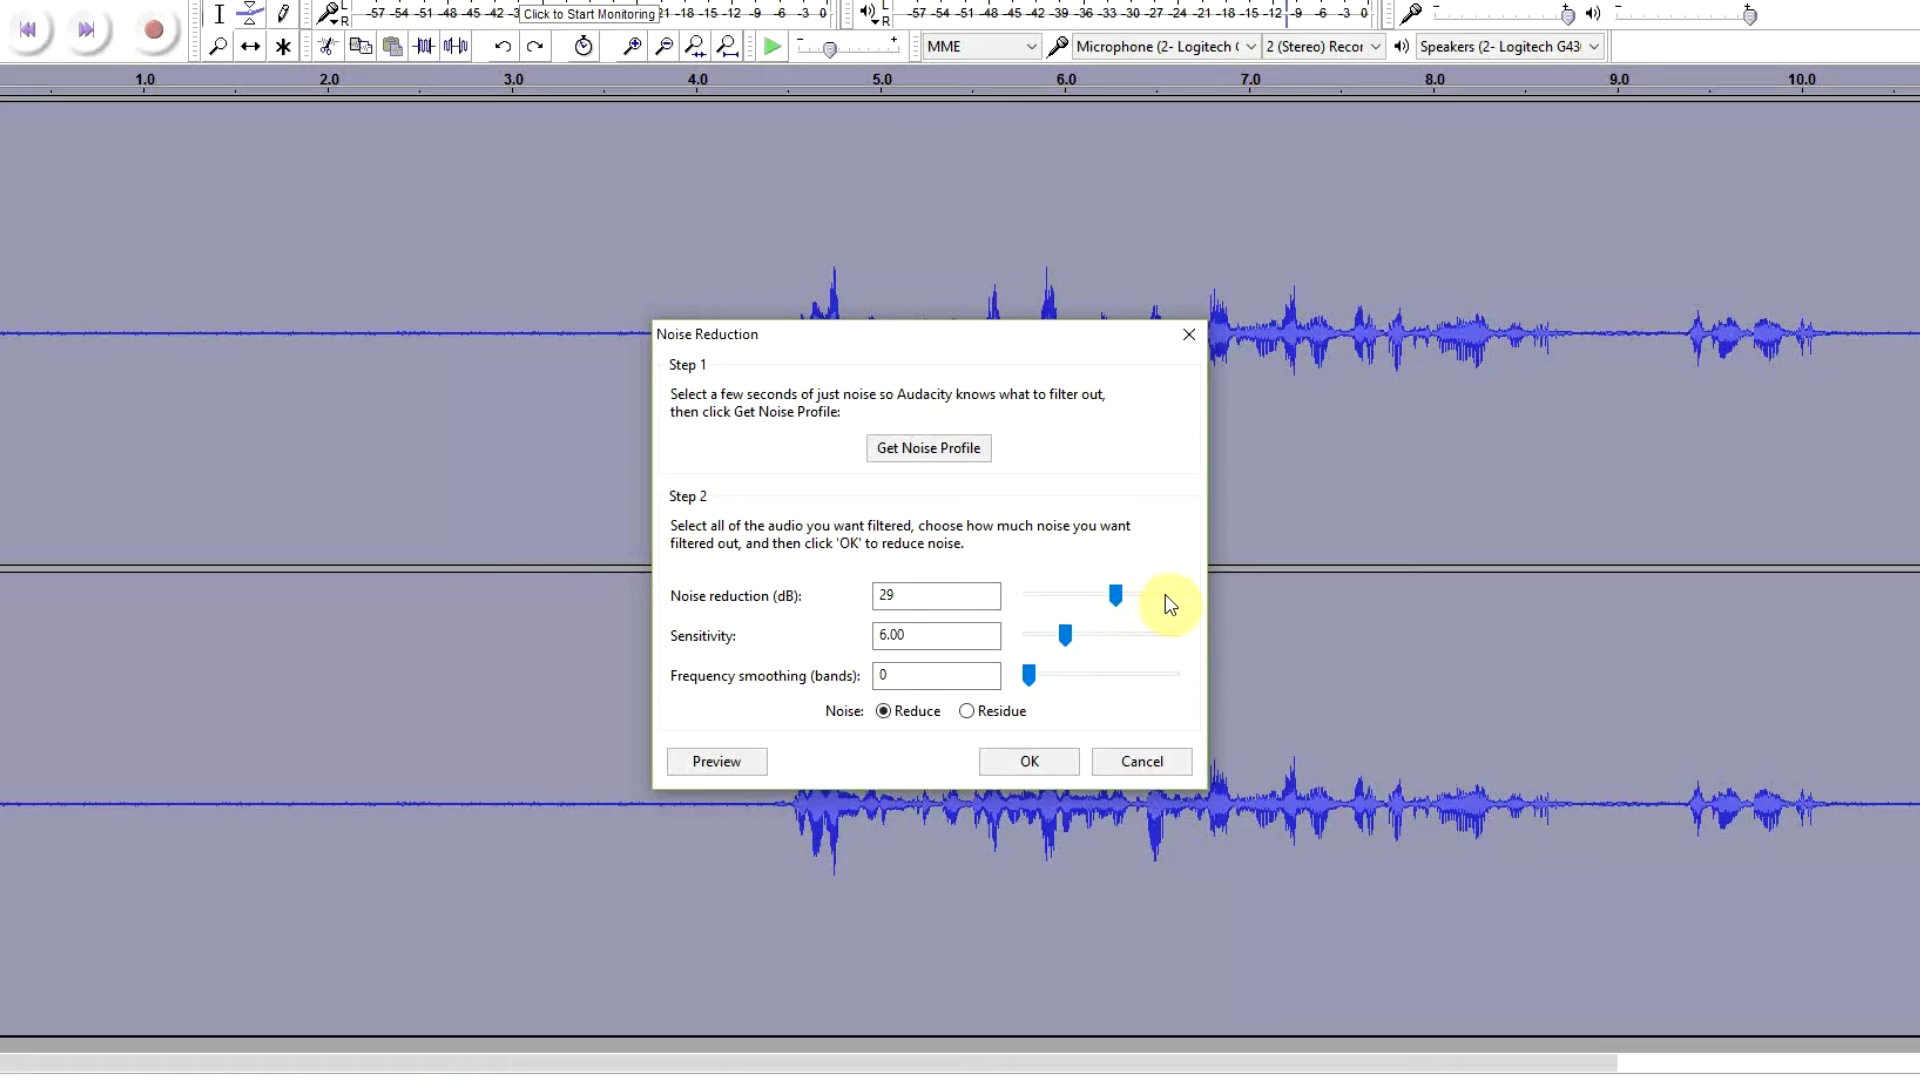 -57 -54 -51 -48 -45 -42 -3 Click to Start Monitoring 21 -18 -15 -12 -9 -6 -3 0
L
R
-57 -54 -51 -48 -45 -42 -39 -36 -33 -30 -27 -24 -21 -18 -15 -12 -9 -6 -3 0
L
R
MME
Microphone (2- Logitech (
2 (Stereo) Recor
Speakers (2- Logitech G43
1.0 2.0 3.0 4.0 5.0 6.0 7.0 8.0 9.0 10.0
Noise Reduction
Step 1
Select a few seconds of just noise so Audacity knows what to filter out,
then click Get Noise Profile:
Get Noise Profile
Step 2
Select all of the audio you want filtered, choose how much noise you want
filtered out, and then click 'OK' to reduce noise.
Noise reduction (dB): 29
Sensitivity: 6.00
Frequency smoothing (bands): 0
Noise: Reduce Residue
Preview OK Cancel